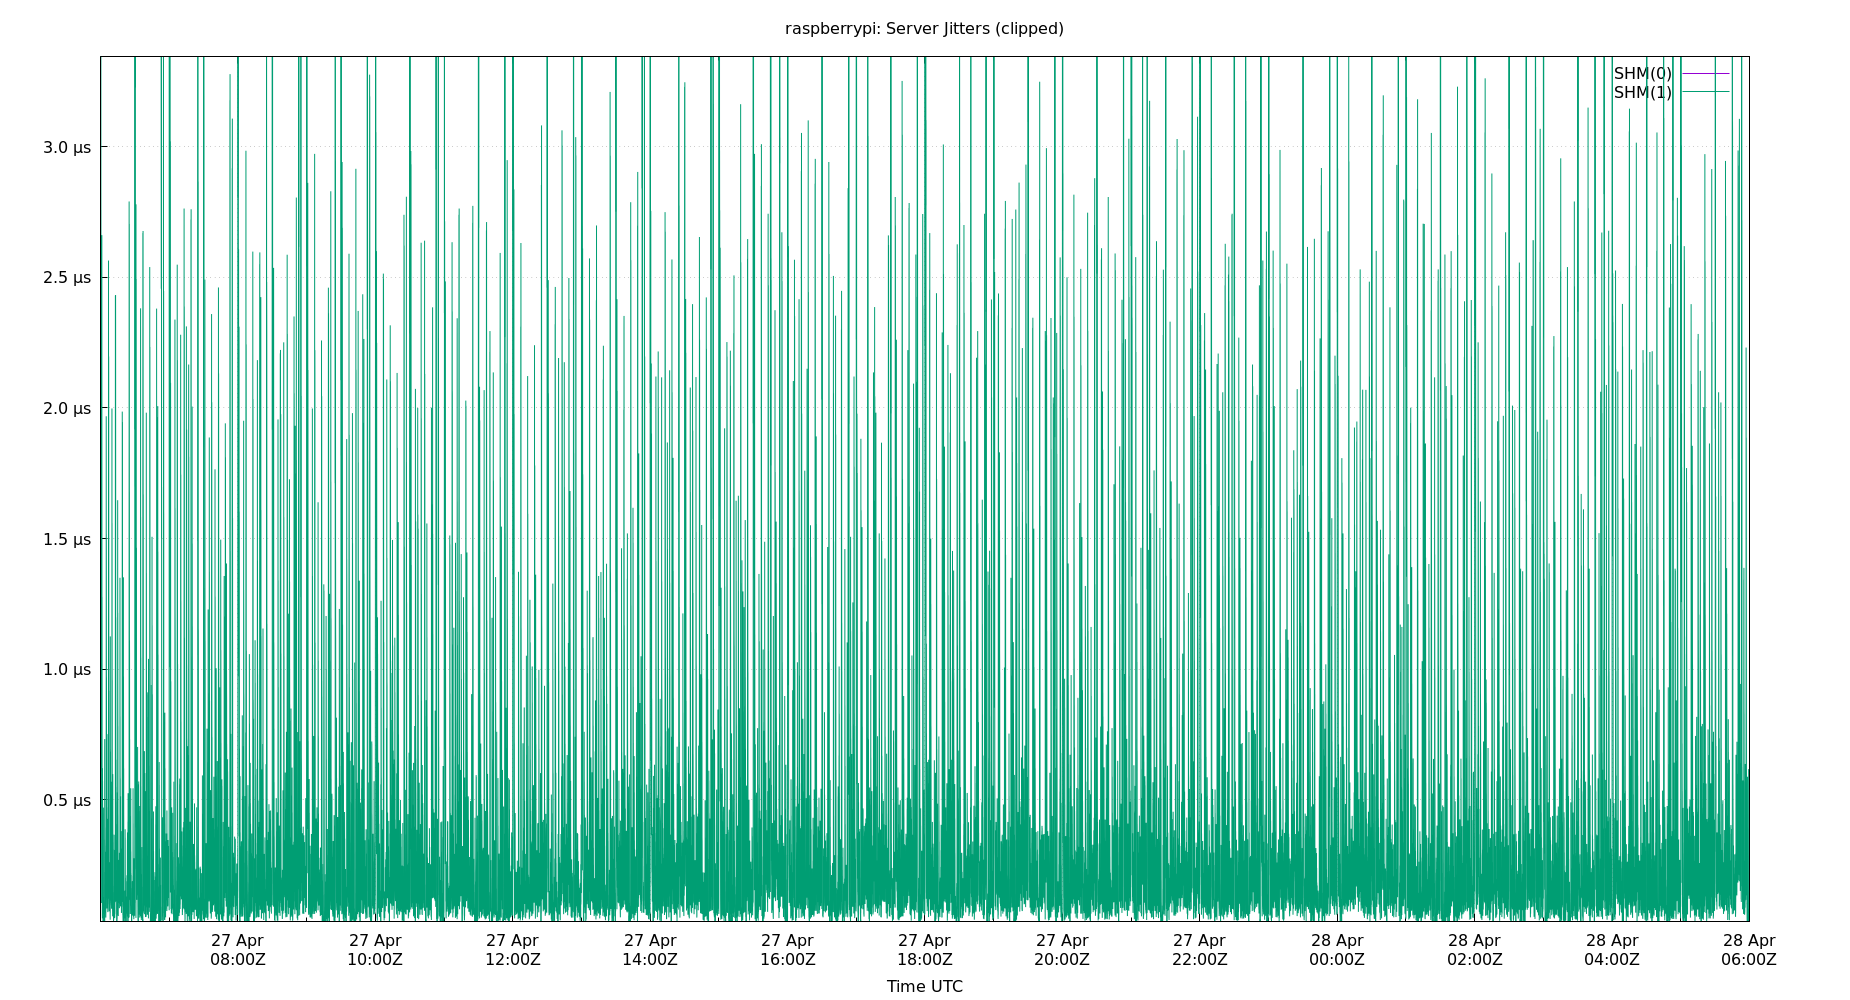 raspberrypi: Server Jitters (clipped)
SHM(0)
SHM(1)
3.0 µs
2.5 µs
2.0 µs
1.5 µs
1.0 µs
0.5 µs
27 Apr 27 Apr 27 Apr 27 Apr 27 Apr 27 Apr 27 Apr 27 Apr 28 Apr 28 Apr 28 Apr 28 Apr
08:00Z 10:00Z 12:00Z 14:00Z 16:00Z 18:00Z 20:00Z 22:00Z 00:00Z 02:00Z 04:00Z 06:00Z
Time UTC